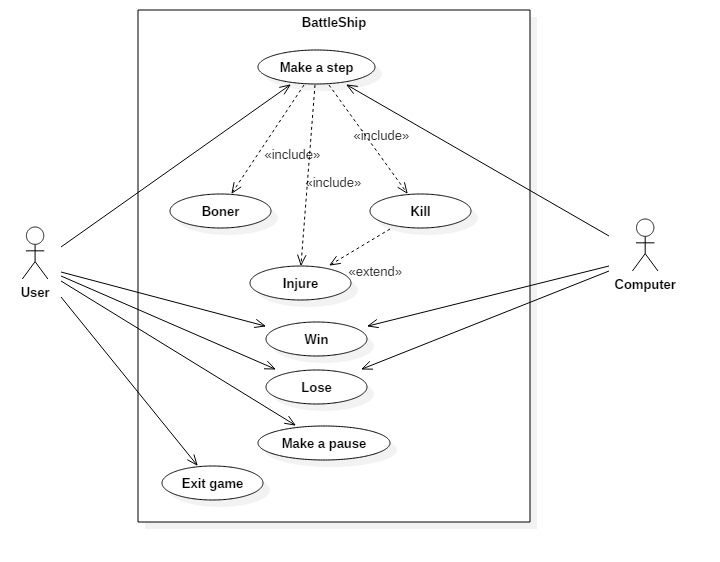 BattleShip
Make a step
«include»
«include»
«include»
Boner
Kill
User
Injure
«extend»
Computer
Win
Lose
Make a pause
Exit game